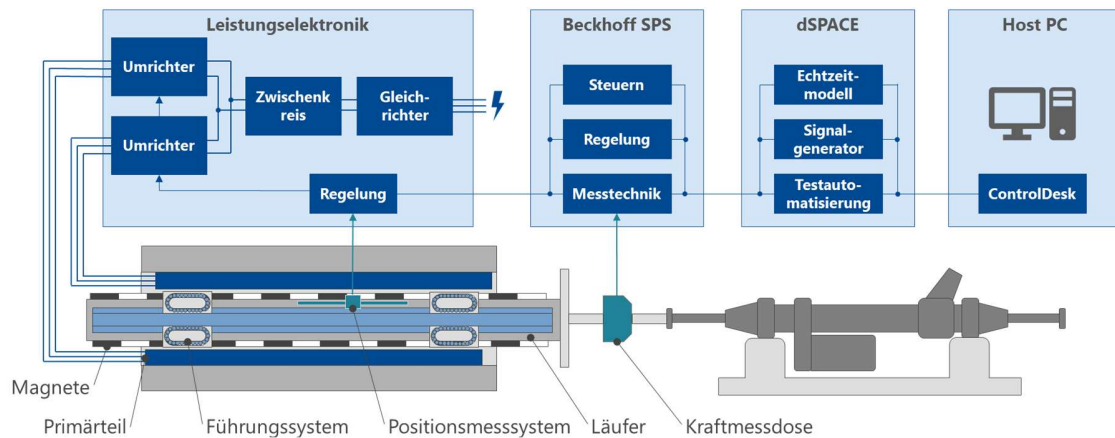 Leistungselektronik
Umrichter
Umrichter
Zwischenk
reis
Gleich-
richter
Regelung
Beckhoff SPS
Steuern
Regelung
Messtechnik
dSPACE
Echtzeit
modell
Signal-
generator
Testauto-
matisierung
Host PC
ControlDesk
Magnete
Primärteil
Führungssystem
Positionsmesssystem
Läufer
Kraftmessdose